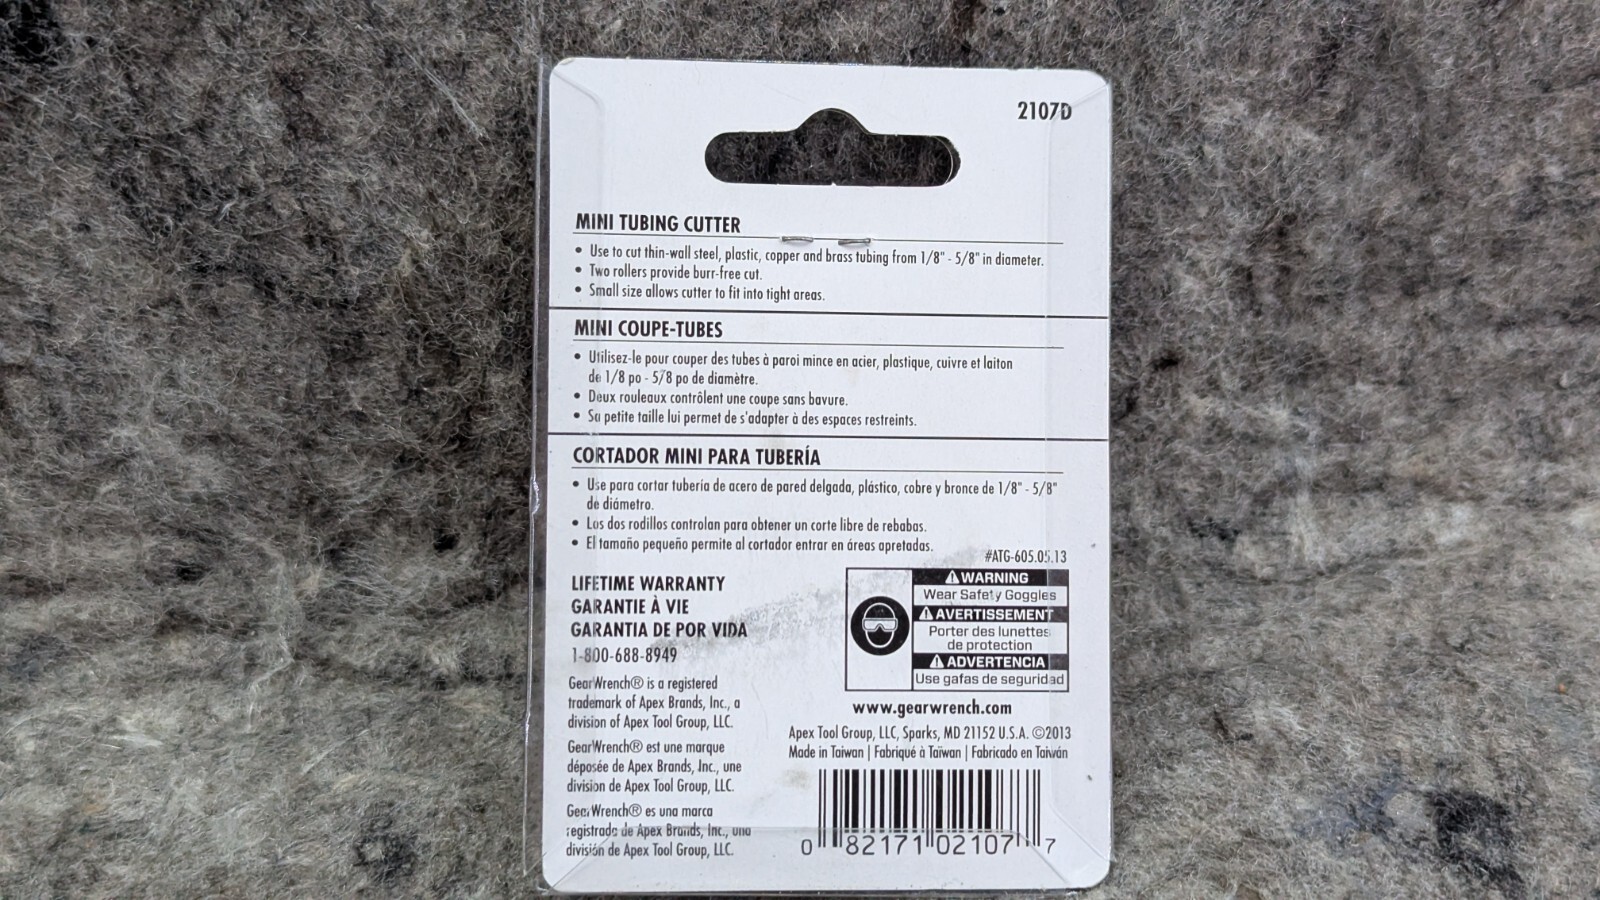 2107D
MINI TUBING CUTTER
• Use to cut thin-wall steel, plastic, copper and brass tubing from 1/8" - 5/8" in diameter.
• Two rollers provide burr-free cut.
• Small size allows cutter to fit into tight areas.
MINI COUPE-TUBES
• Utilisez-le pour couper des tubes à paroi mince en acier, plastique, cuivre et laiton
de 1/8 po - 5/8 po de diamètre.
• Deux rouleaux contrôlent une coupe sans bavure.
• Sa petite taille lui permet de s'adapter à des espaces restreints.
CORTADOR MINI PARA TUBERÍA
• Use para cortar tubería de acero de pared delgada, plástico, cobre y bronce de 1/8" - 5/8"
de diámetro.
• Los dos rodillos controlan para obtener un corte libre de rebabas.
• El tamaño pequeño permite al cortador entrar en áreas apretadas.
LIFETIME WARRANTY
GARANTIE À VIE
GARANTIA DE POR VIDA
1-800-688-8949
GearWrench® is a registered
trademark of Apex Brands, Inc., a
division of Apex Tool Group, LLC.
GearWrench® est une marque
déposée de Apex Brands, Inc., une
division de Apex Tool Group, LLC.
GearWrench® es una marca
registrada de Apex Brands, Inc., una
división de Apex Tool Group, LLC.
#ATG-605.05.13
⚠ WARNING
Wear Safety Goggles
⚠ AVERTISSEMENT
Porter des lunettes
de protection
⚠ ADVERTENCIA
Use gafas de seguridad
www.gearwrench.com
Apex Tool Group, LLC, Sparks, MD 21152 U.S.A. ©2013
Made in Taiwan | Fabriqué à Taïwan | Fabricado en Taiwán
0 82171 02107 7